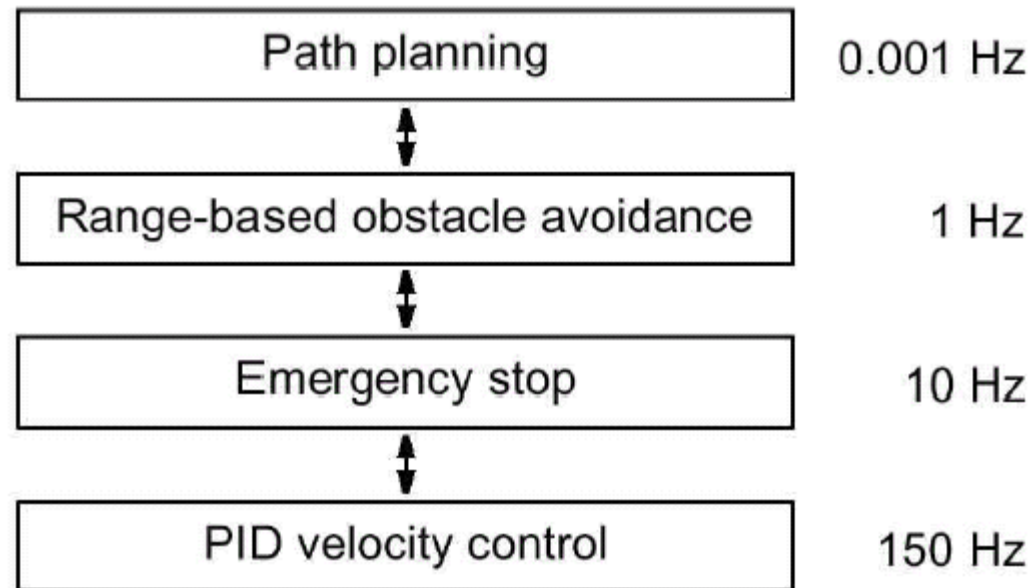 Path planning 0.001 Hz
Range-based obstacle avoidance 1 Hz
Emergency stop 10 Hz
PID velocity control 150 Hz